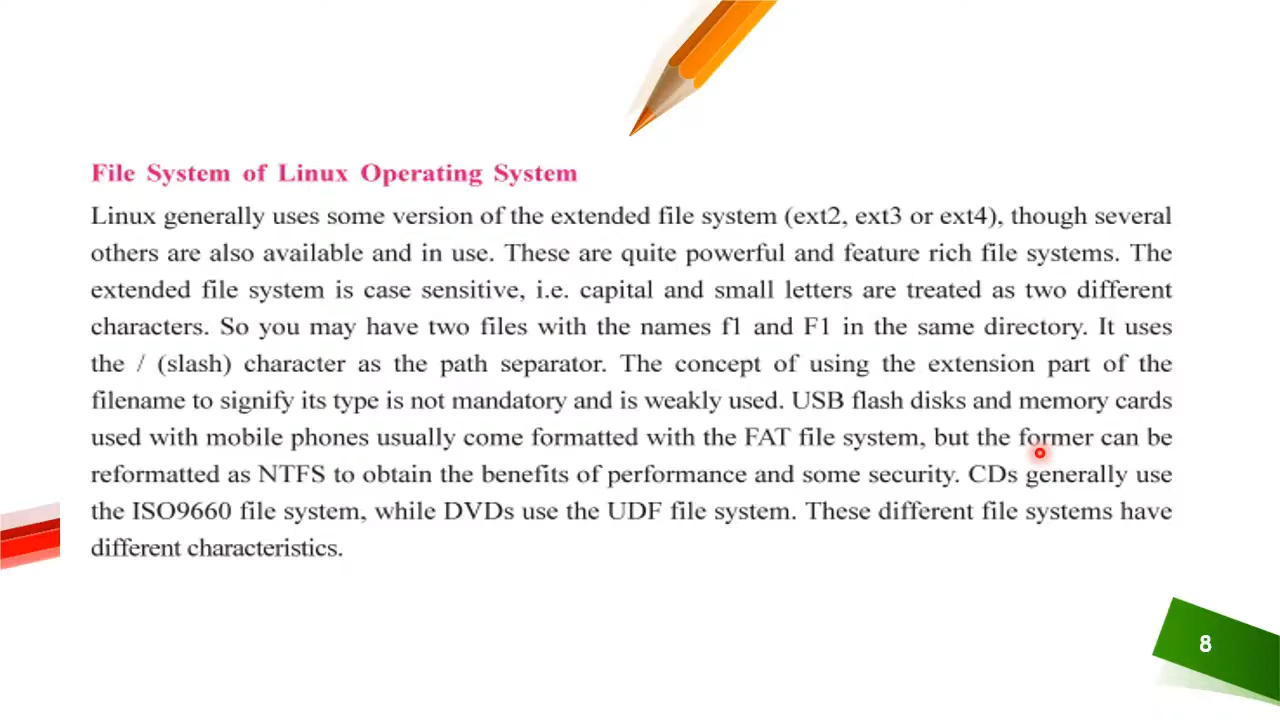 File System of Linux Operating System
Linux generally uses some version of the extended file system (ext2, ext3 or ext4), though several
others are also available and in use. These are quite powerful and feature rich file systems. The
extended file system is case sensitive, i.e. capital and small letters are treated as two different
characters. So you may have two files with the names f1 and F1 in the same directory. It uses
the / (slash) character as the path separator. The concept of using the extension part of the
filename to signify its type is not mandatory and is weakly used. USB flash disks and memory cards
used with mobile phones usually come formatted with the FAT file system, but the former can be
reformatted as NTFS to obtain the benefits of performance and some security. CDs generally use
the ISO9660 file system, while DVDs use the UDF file system. These different file systems have
different characteristics.
8